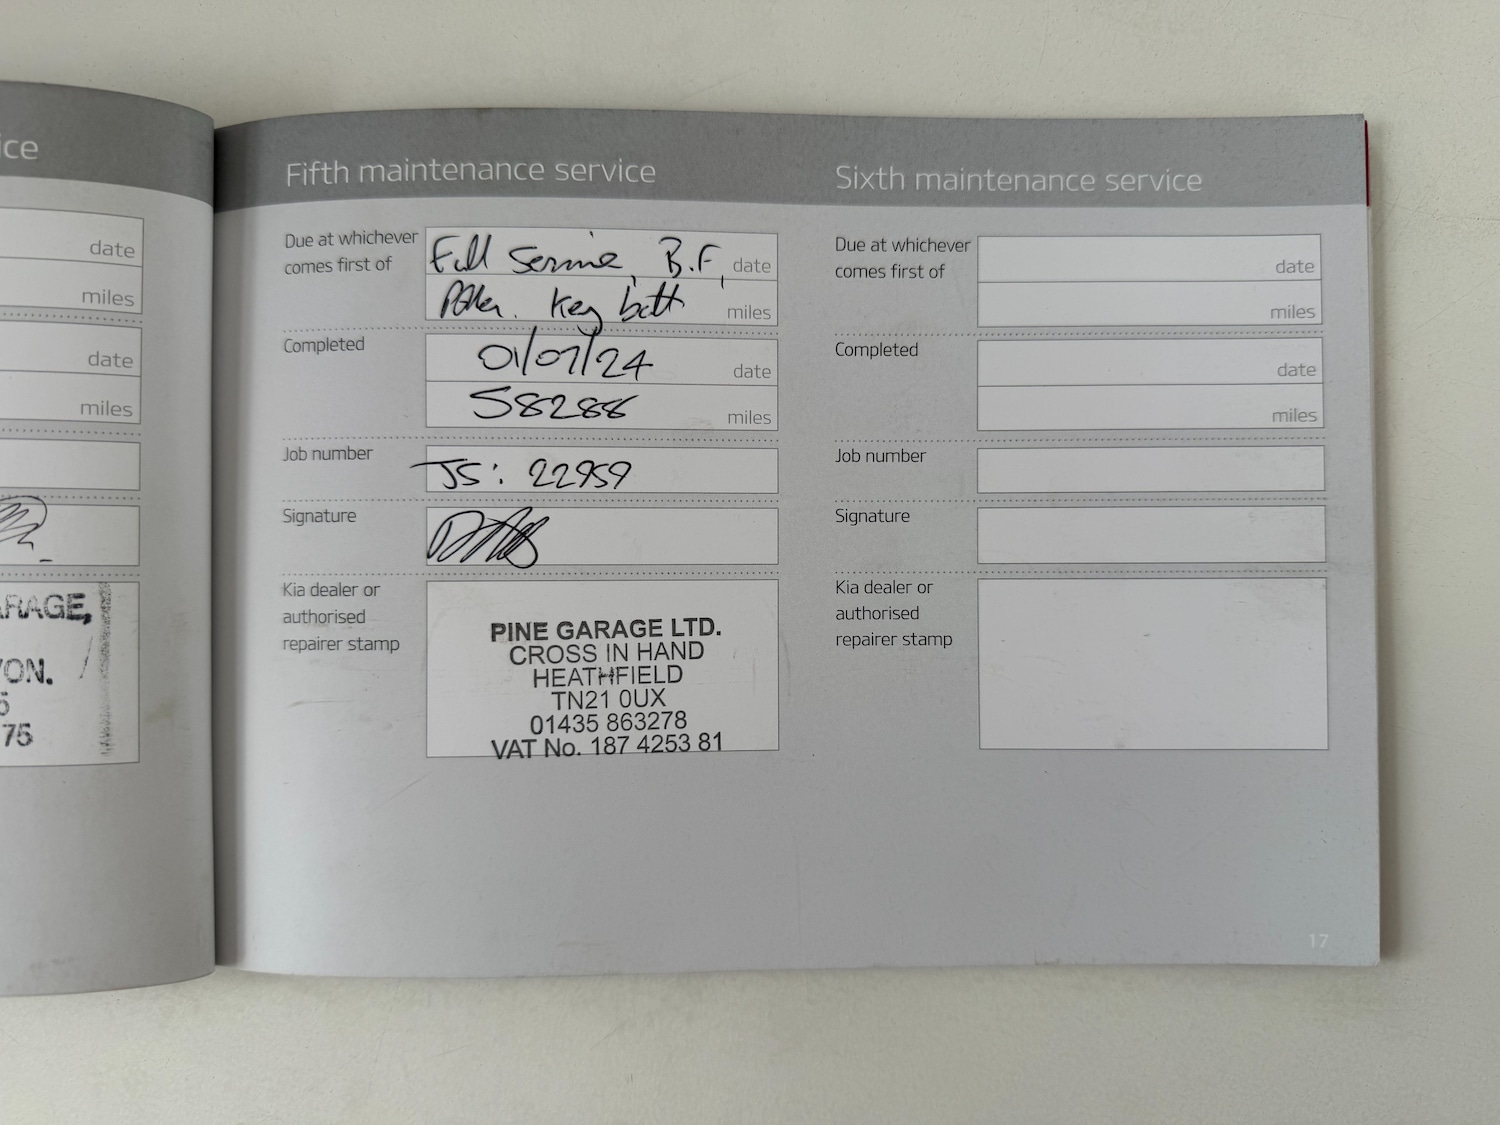 ice
date
miles
date
miles
ARAGE,
ON.
5
75
Fifth maintenance service
Due at whichever
comes first of
Full Service, B.F,
date
Pollen. Key batt
miles
Completed
01/07/24
date
58288
miles
Job number
JS: 22959
Signature
Kia dealer or
authorised
repairer stamp
PINE GARAGE LTD.
CROSS IN HAND
HEATHFIELD
TN21 0UX
01435 863278
VAT No. 187 4253 81
Sixth maintenance service
Due at whichever
comes first of
date
miles
Completed
date
miles
Job number
Signature
Kia dealer or
authorised
repairer stamp
17